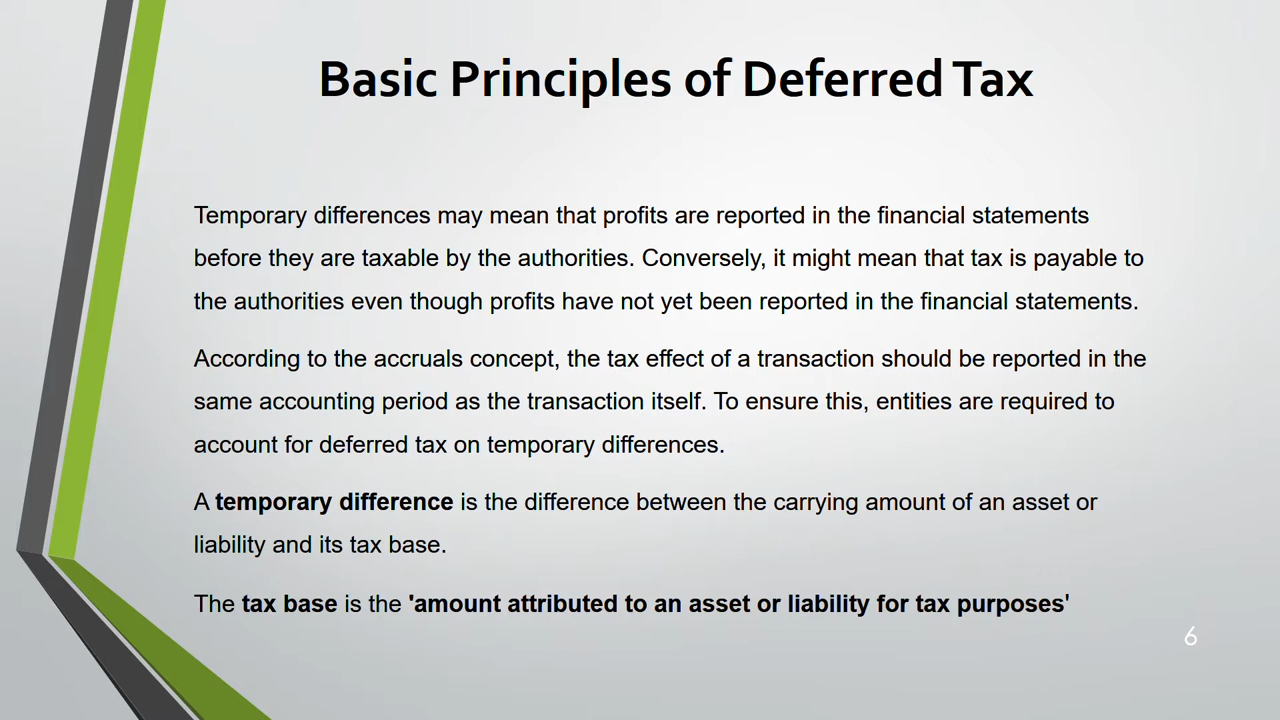 Basic Principles of Deferred Tax
Temporary differences may mean that profits are reported in the financial statements
before they are taxable by the authorities. Conversely, it might mean that tax is payable to
the authorities even though profits have not yet been reported in the financial statements.
According to the accruals concept, the tax effect of a transaction should be reported in the
same accounting period as the transaction itself. To ensure this, entities are required to
account for deferred tax on temporary differences.
A temporary difference is the difference between the carrying amount of an asset or
liability and its tax base.
The tax base is the 'amount attributed to an asset or liability for tax purposes'
6